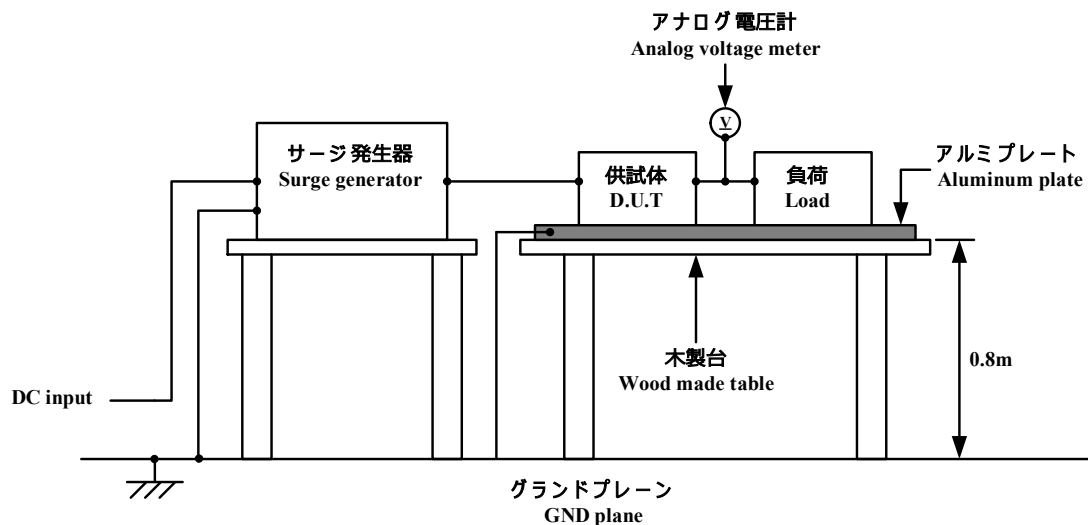 アナログ電圧計
Analog voltage meter
V
サージ発生器
Surge generator
供試体
D.U.T
負荷
Load
アルミプレート
Aluminum plate
木製台
Wood made table
0.8m
DC input
グランドプレーン
GND plane